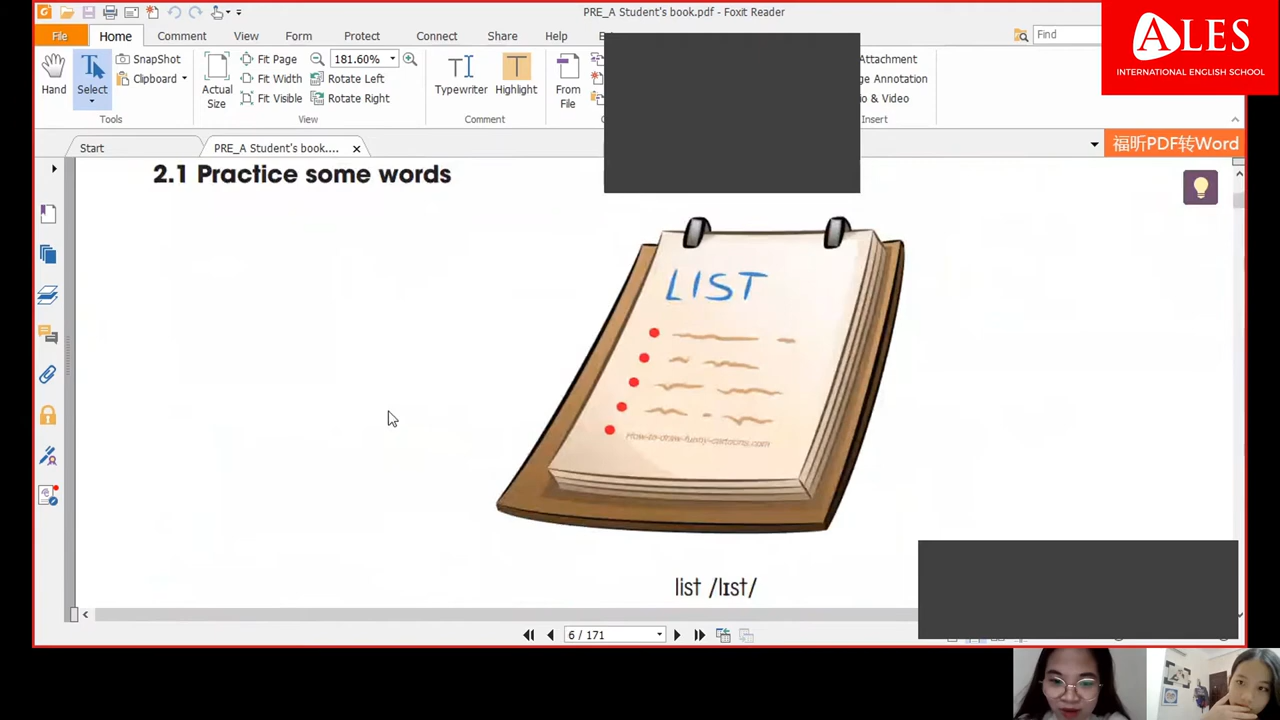 PRE_A Student's book.pdf - Foxit Reader
ALES
INTERNATIONAL ENGLISH SCHOOL
File Home Comment View Form Protect Connect Share Help
Find
Hand
Select
SnapShot
Clipboard
Tools
Actual Size
Fit Page
Fit Width
Fit Visible
181.60%
Rotate Left
Rotate Right
View
Typewriter
Highlight
Comment
From File
Attachment
ge Annotation
& Video
Insert
Start
PRE_A Student's book....
福昕PDF转Word
2.1 Practice some words
LIST
How-to-draw-funny-cartoons.com
list /lɪst/
6 / 171